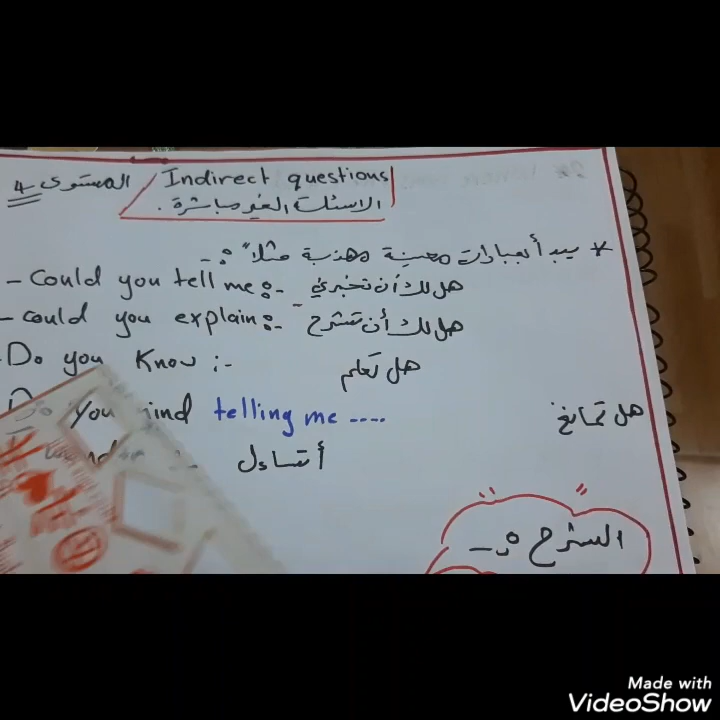 المستوى 4 / Indirect questions
الاسئلة الغير مباشرة .
* يبدأ بعبارات معينة مهذبة مثلاً :-
- Could you tell me :- هل لك أن تخبرني
- could you explain :- هل لك أن تشرح
- Do you know :- هل تعلم
Do you mind telling me .... هل تمانع
أتساءل
الشرح :-
Made with
VideoShow